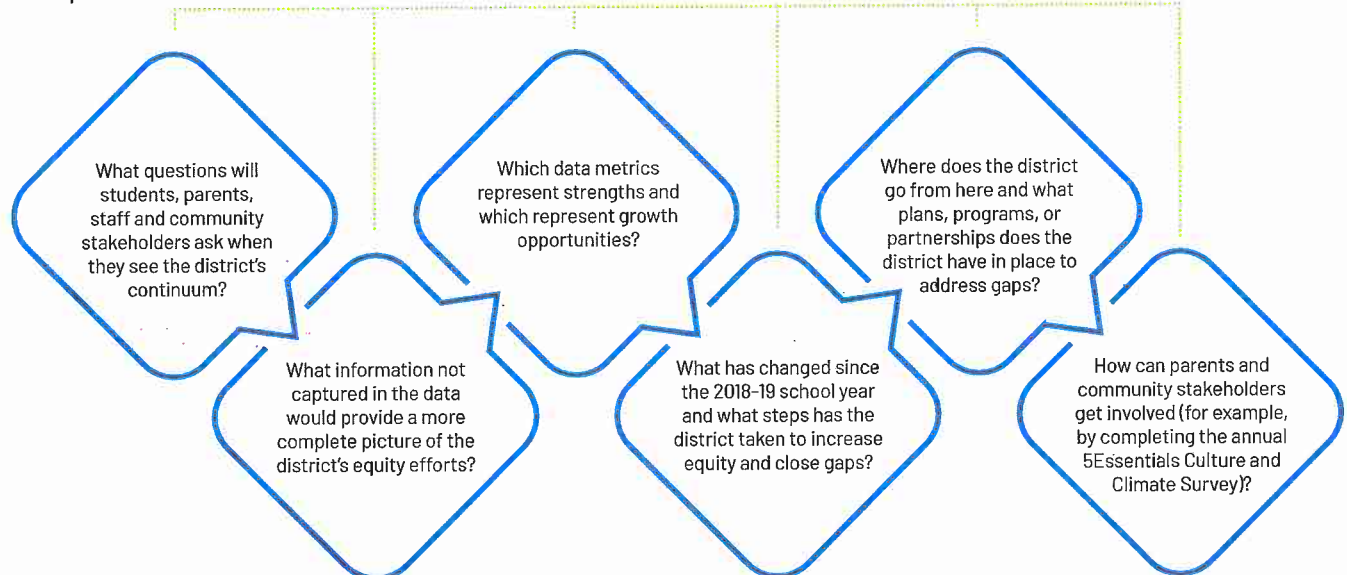 What questions will
students, parents,
staff and community
stakeholders ask when
they see the district's
continuum?
What information not
captured in the data
would provide a more
complete picture of the
district's equity efforts?
Which data metrics
represent strengths and
which represent growth
opportunities?
What has changed since
the 2018-19 school year
and what steps has the
district taken to increase
equity and close gaps?
Where does the district
go from here and what
plans, programs, or
partnerships does the
district have in place to
address gaps?
How can parents and
community stakeholders
get involved (for example,
by completing the annual
5Essentials Culture and
Climate Survey)?